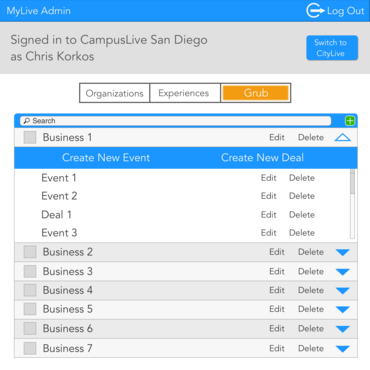 MyLive Admin Log Out
Signed in to CampusLive San Diego
as Chris Korkos
Switch to
CityLive
Organizations Experiences Grub
Search
Business 1 Edit Delete
Create New Event Create New Deal
Event 1 Edit Delete
Event 2 Edit Delete
Deal 1 Edit Delete
Event 3 Edit Delete
Business 2 Edit Delete
Business 3 Edit Delete
Business 4 Edit Delete
Business 5 Edit Delete
Business 6 Edit Delete
Business 7 Edit Delete